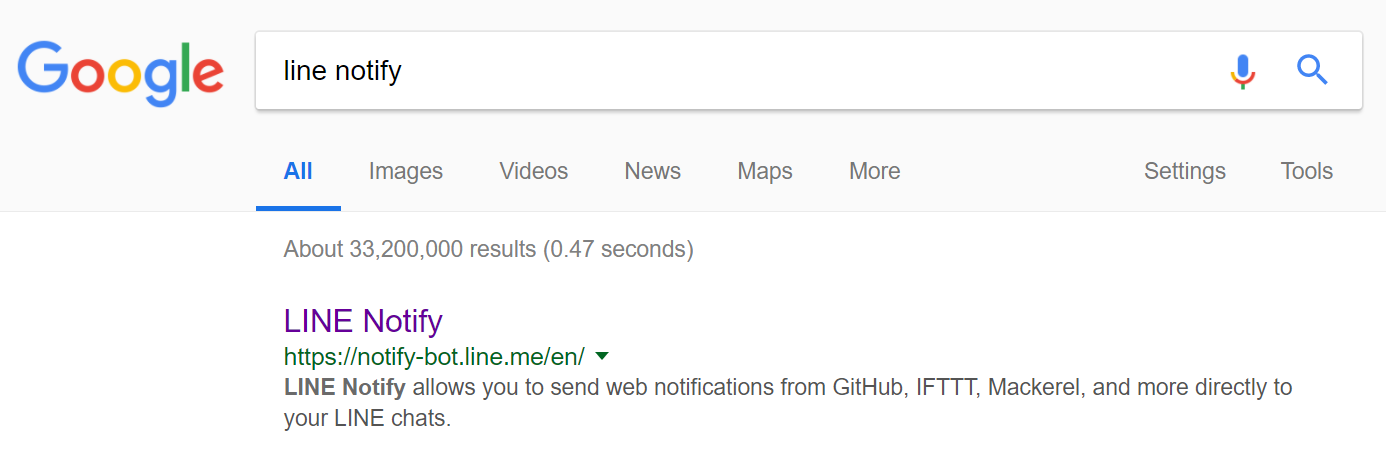 Google line notify
All Images Videos News Maps More Settings Tools
About 33,200,000 results (0.47 seconds)
LINE Notify
https://notify-bot.line.me/en/
LINE Notify allows you to send web notifications from GitHub, IFTTT, Mackerel, and more directly to
your LINE chats.